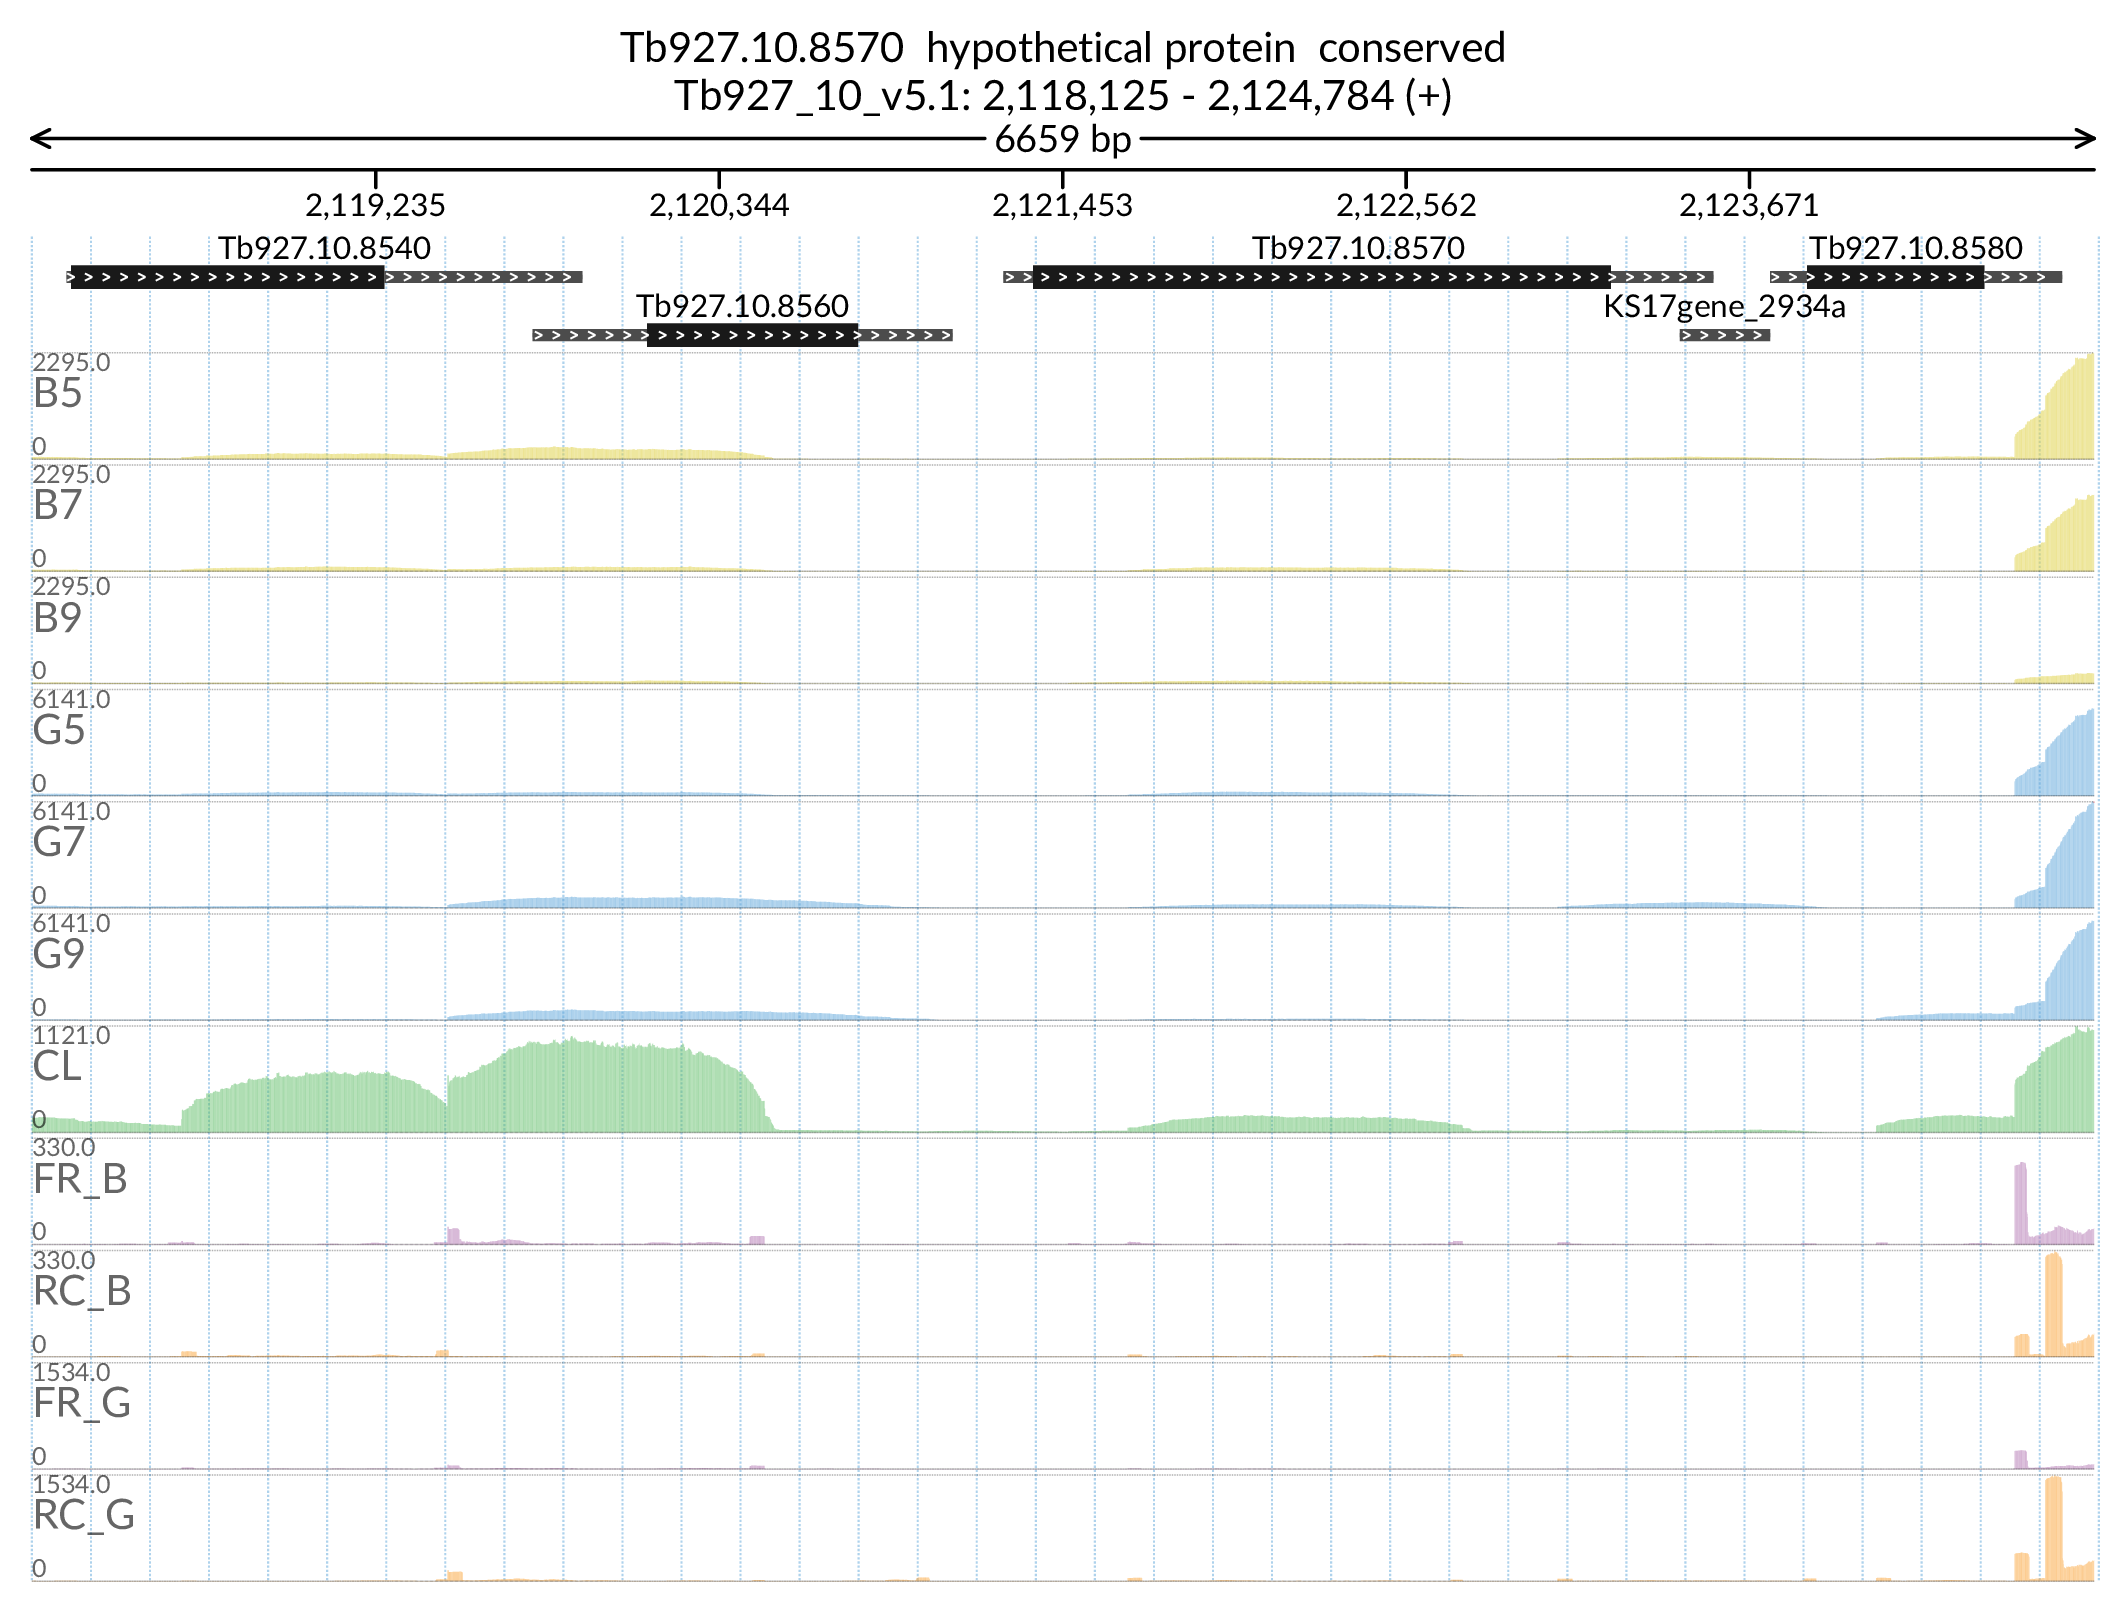 Tb927.10.8570  hypothetical protein  conserved
Tb927_10_v5.1: 2,118,125 - 2,124,784 (+)
6659 bp
2,119,235 2,120,344 2,121,453 2,122,562 2,123,671
Tb927.10.8540 Tb927.10.8570 Tb927.10.8580
Tb927.10.8560 KS17gene_2934a
2295.0
B5
0
2295.0
B7
0
2295.0
B9
0
6141.0
G5
0
6141.0
G7
0
6141.0
G9
0
1121.0
CL
0
330.0
FR_B
0
330.0
RC_B
0
1534.0
FR_G
0
1534.0
RC_G
0